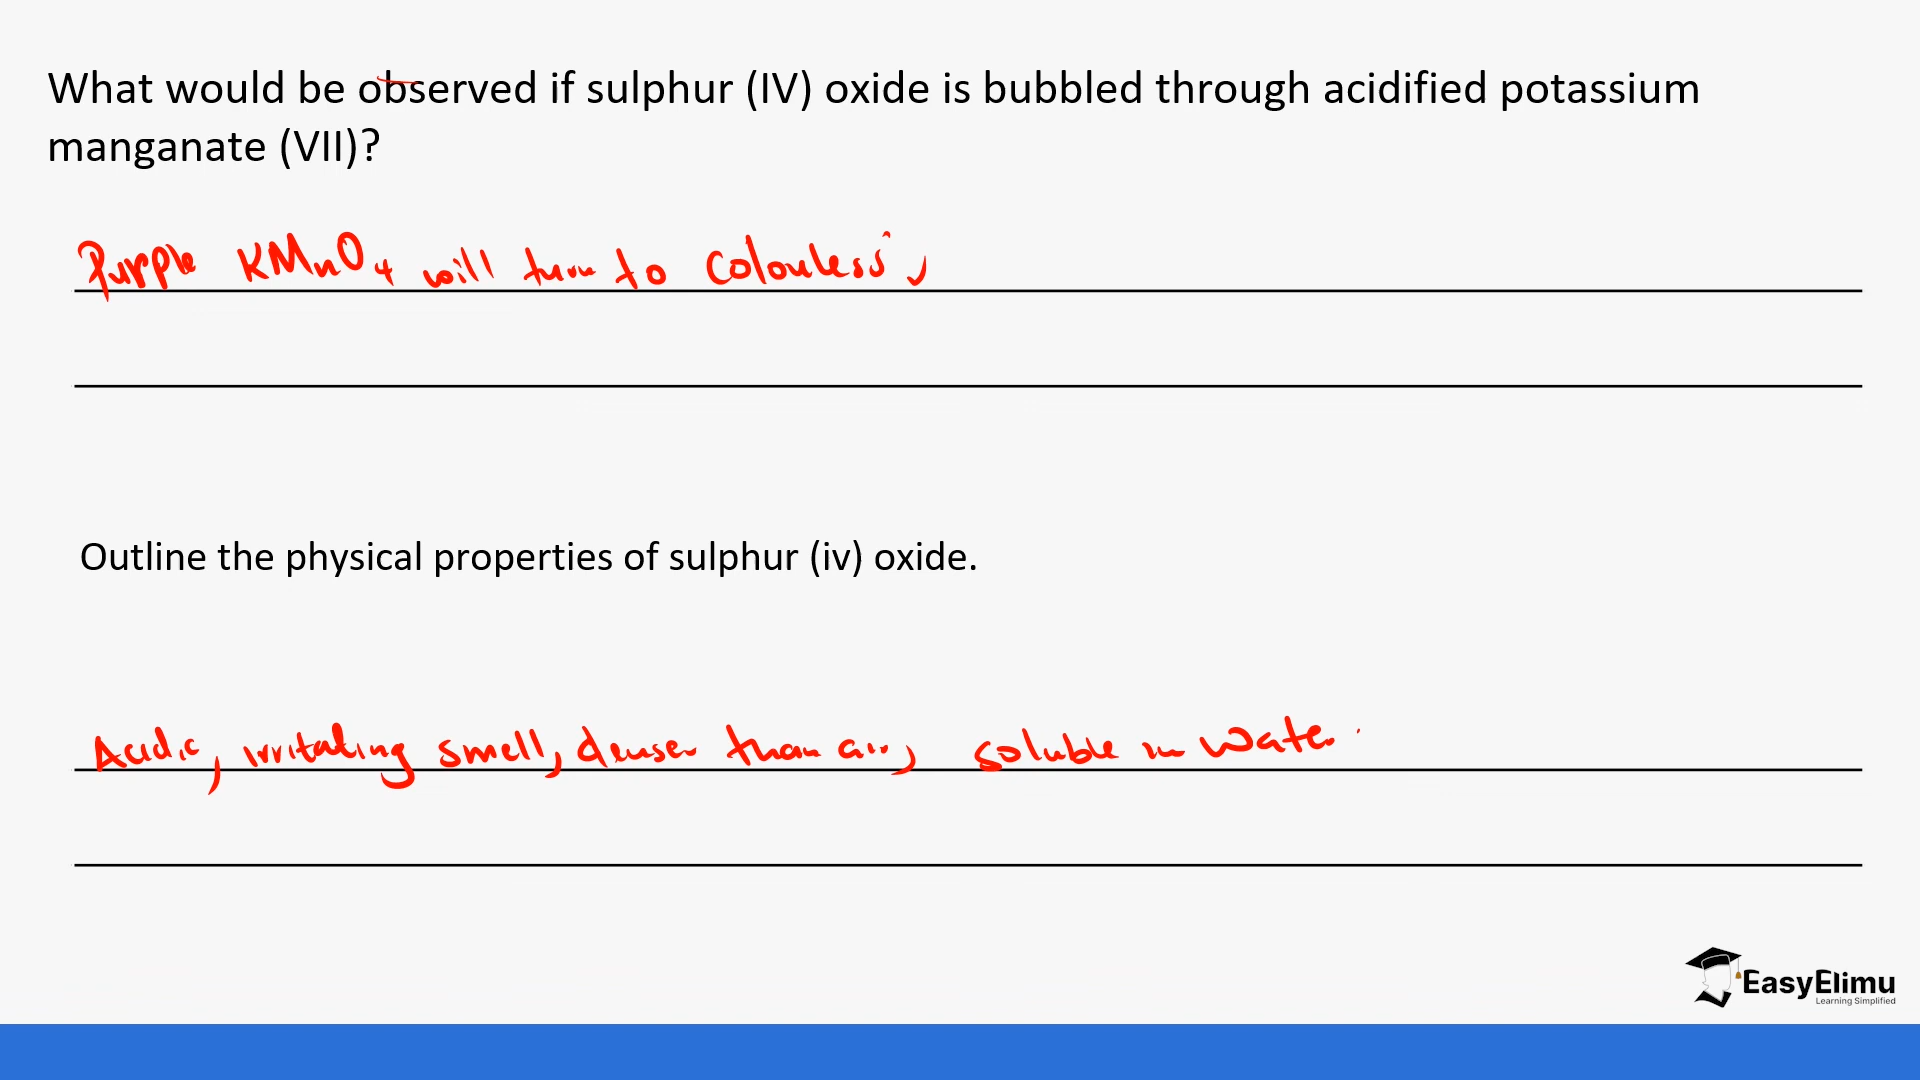 What would be observed if sulphur (IV) oxide is bubbled through acidified potassium
manganate (VII)?
Purple KMnO4 will turn to Colourless,
Outline the physical properties of sulphur (iv) oxide.
Acidic, irritating smell, denser than air, soluble in water.
EasyElimu
Learning Simplified